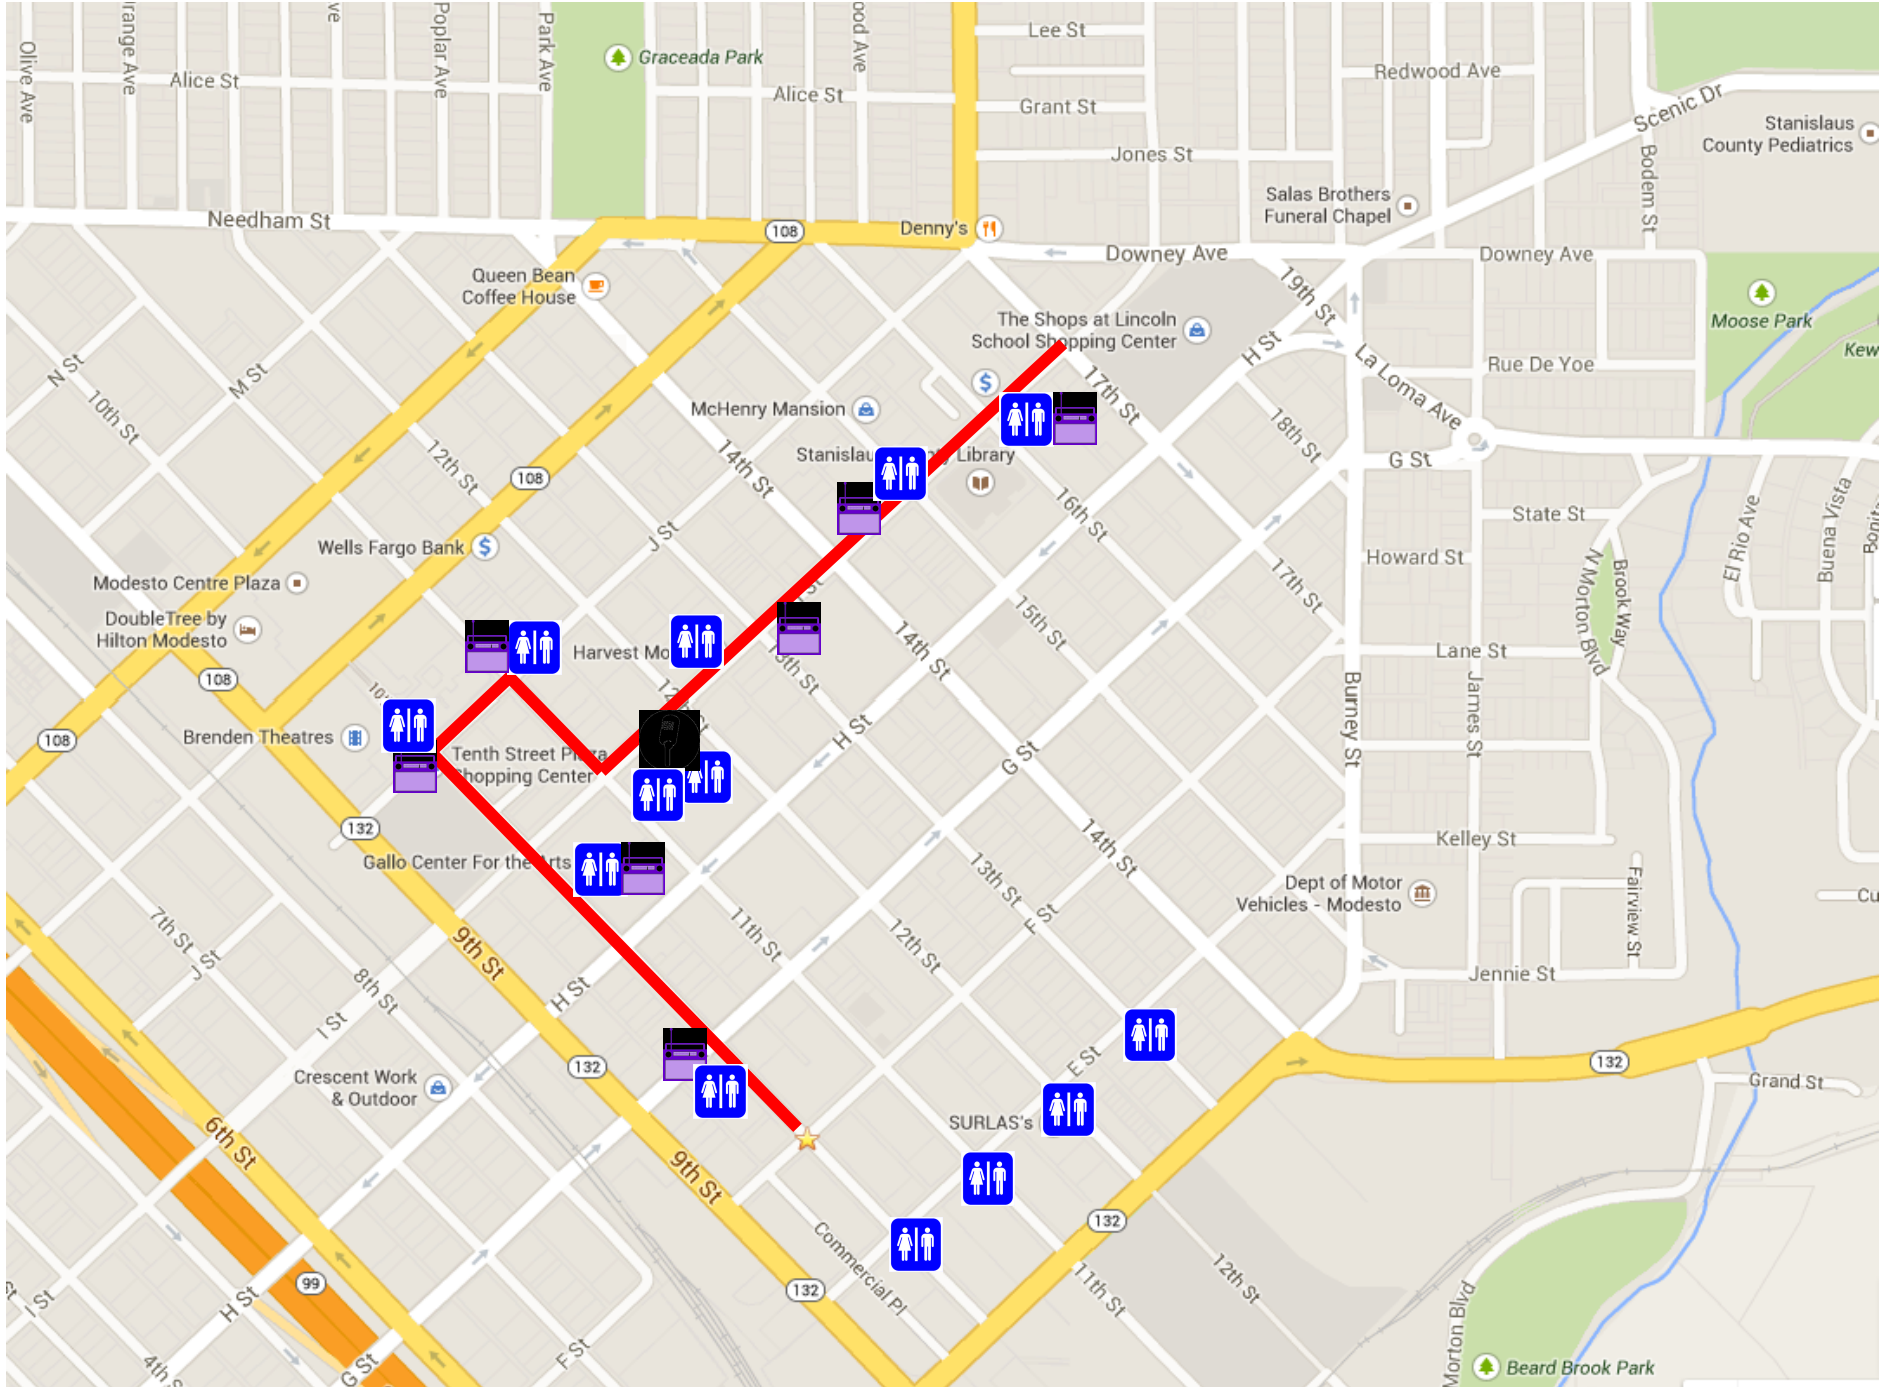 Lee St
Graceada Park
Olive Ave
Poplar Ave
Park Ave
Alice St
Alice St
Redwood Ave
Grant St
Scenic Dr
Stanislaus
County Pediatrics
Jones St
Bodem St
Salas Brothers
Funeral Chapel
Needham St
108
Denny's
Downey Ave
Downey Ave
Queen Bean
Coffee House
19th St
Moose Park
The Shops at Lincoln
School Shopping Center
H St
Kew
Rue De Yoe
La Loma Ave
N St
M St
10th St
17th St
McHenry Mansion
18th St
12th St
14th St
G St
108
16th St
State St
El Rio Ave
Buena Vista
J St
Wells Fargo Bank
Howard St
N Morton Blvd
Brook Way
Modesto Centre Plaza
17th St
DoubleTree by
Hilton Modesto
15th St
14th St
Harvest Mo
13th St
Lane St
108
Burney St
James St
108
Brenden Theatres
H St
G St
Tenth Street Plaza
Shopping Center
132
Gallo Center For the Arts
14th St
Kelley St
13th St
Dept of Motor
Vehicles - Modesto
Fairview St
Cu
F St
7th St
J St
9th St
11th St
12th St
Jennie St
8th St
H St
I St
132
E St
132
Crescent Work
& Outdoor
Grand St
SURLAS's
6th St
9th St
132
Commercial Pl
12th St
11th St
99
132
H St
I St
F St
G St
4th S
Morton Blvd
Beard Brook Park